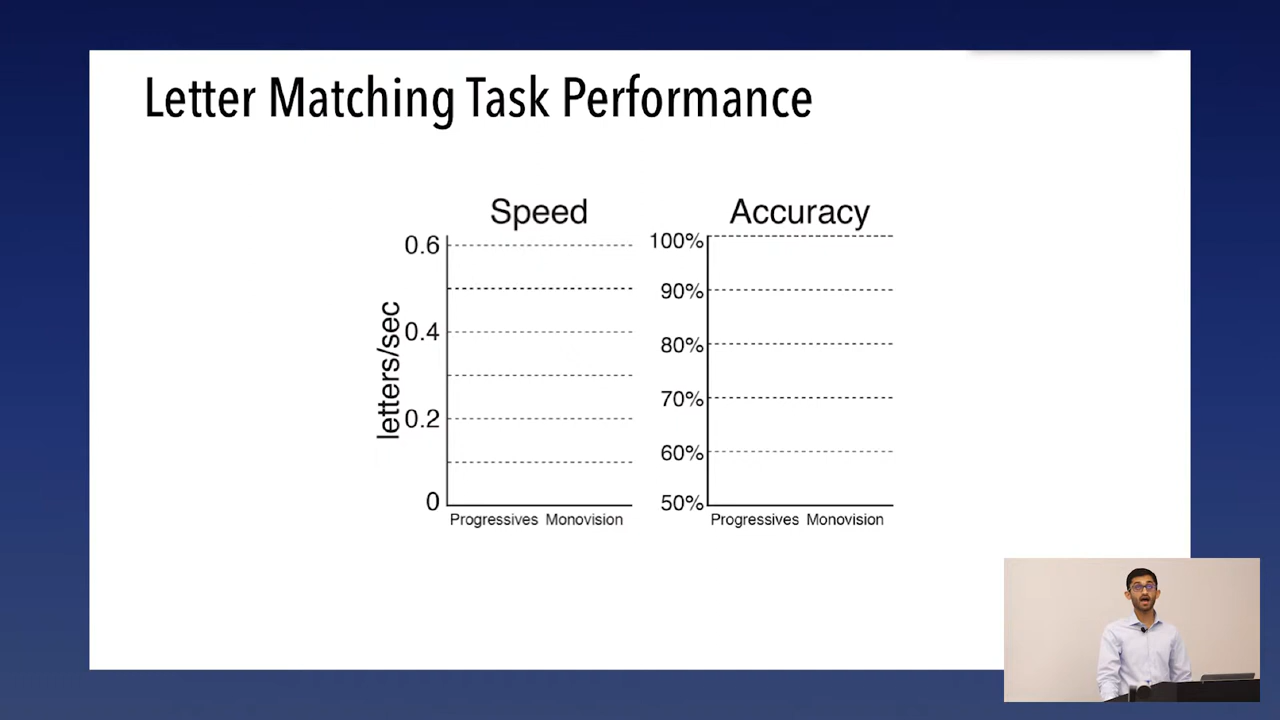 Letter Matching Task Performance
Speed
0.6
0.4
0.2
0
letters/sec
Progressives Monovision
Accuracy
100%
90%
80%
70%
60%
50%
Progressives Monovision